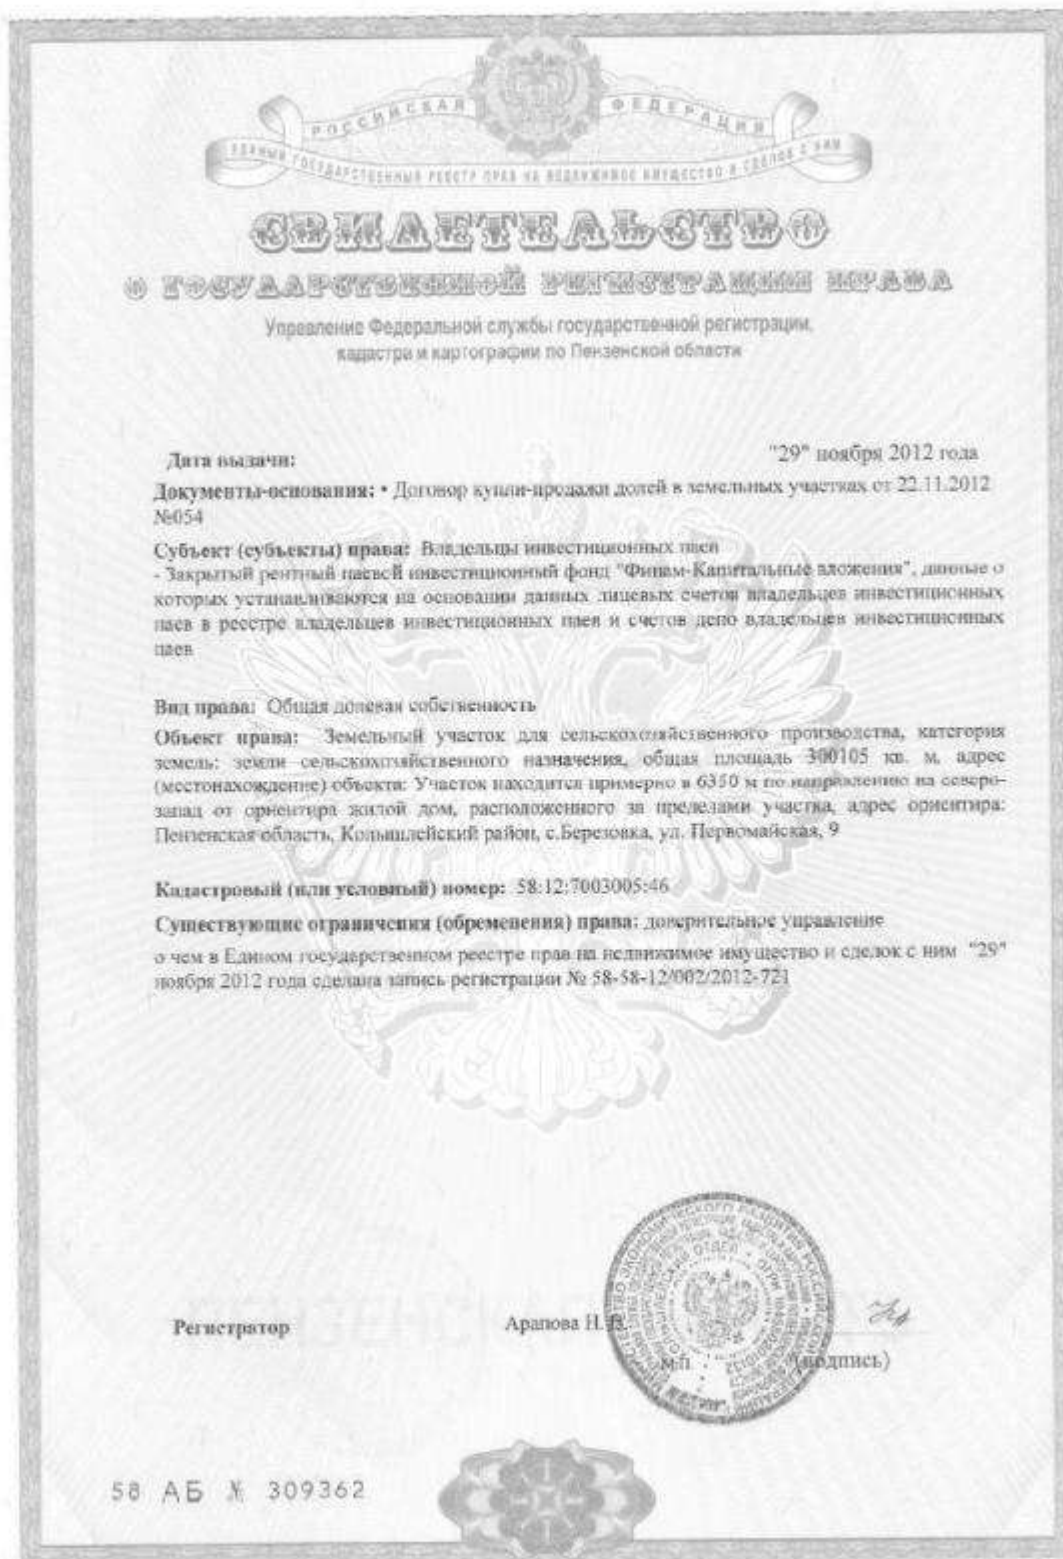 РОССИЙСКАЯ ФЕДЕРАЦИЯ
ЕДИНЫЙ ГОСУДАРСТВЕННЫЙ РЕЕСТР ПРАВ НА НЕДВИЖИМОЕ ИМУЩЕСТВО И СДЕЛОК С НИМ
СВИДЕТЕЛЬСТВО
О ГОСУДАРСТВЕННОЙ РЕГИСТРАЦИИ ПРАВА
Управление Федеральной службы государственной регистрации,
кадастра и картографии по Пензенской области
Дата выдачи: "29" ноября 2012 года
Документы-основания: • Договор купли-продажи долей в земельных участках от 22.11.2012
№054
Субъект (субъекты) права: Владельцы инвестиционных паев
- Закрытый рентный паевой инвестиционный фонд "Финам-Капитальные вложения", данные о
которых устанавливаются на основании данных лицевых счетов владельцев инвестиционных
паев в реестре владельцев инвестиционных паев и счетов депо владельцев инвестиционных
паев
Вид права: Общая долевая собственность
Объект права: Земельный участок для сельскохозяйственного производства, категория
земель: земли сельскохозяйственного назначения, общая площадь 300105 кв. м, адрес
(местонахождение) объекта: Участок находится примерно в 6350 м по направлению на северо-
запад от ориентира жилой дом, расположенного за пределами участка, адрес ориентира:
Пензенская область, Колышлейский район, с.Березовка, ул. Первомайская, 9
Кадастровый (или условный) номер: 58:12:7003005:46
Существующие ограничения (обременения) права: доверительное управление
о чем в Едином государственном реестре прав на недвижимое имущество и сделок с ним "29"
ноября 2012 года сделана запись регистрации № 58-58-12/002/2012-721
Регистратор Арапова Н. В.
м.п. (подпись)
58 АБ № 309362